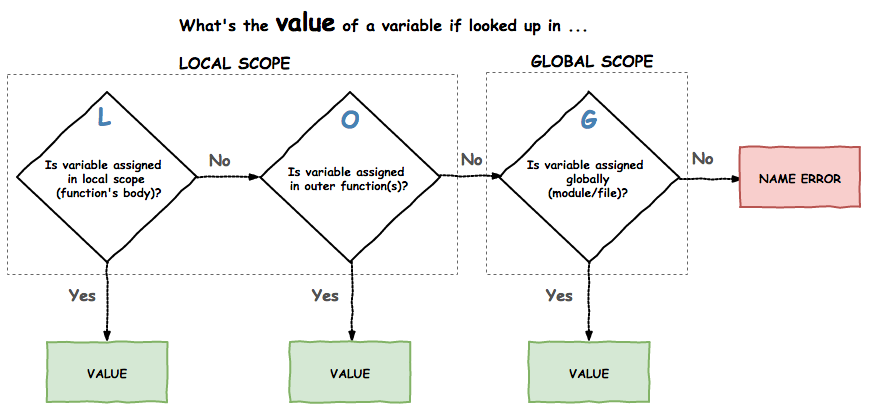 What's the value of a variable if looked up in ...
LOCAL SCOPE
GLOBAL SCOPE
L
Is variable assigned
in local scope
(function's body)?
No
O
Is variable assigned
in outer function(s)?
No
G
Is variable assigned
globally
(module/file)?
No
NAME ERROR
Yes
Yes
Yes
VALUE
VALUE
VALUE